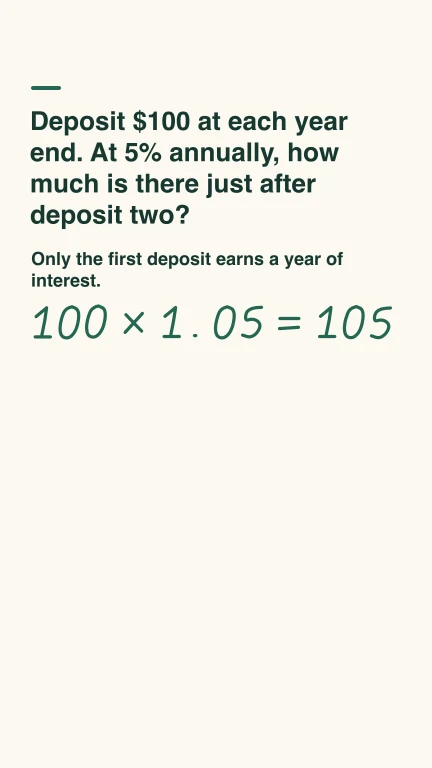 Deposit $100 at each year
end. At 5% annually, how
much is there just after
deposit two?
Only the first deposit earns a year of
interest.
100 × 1.05 = 105